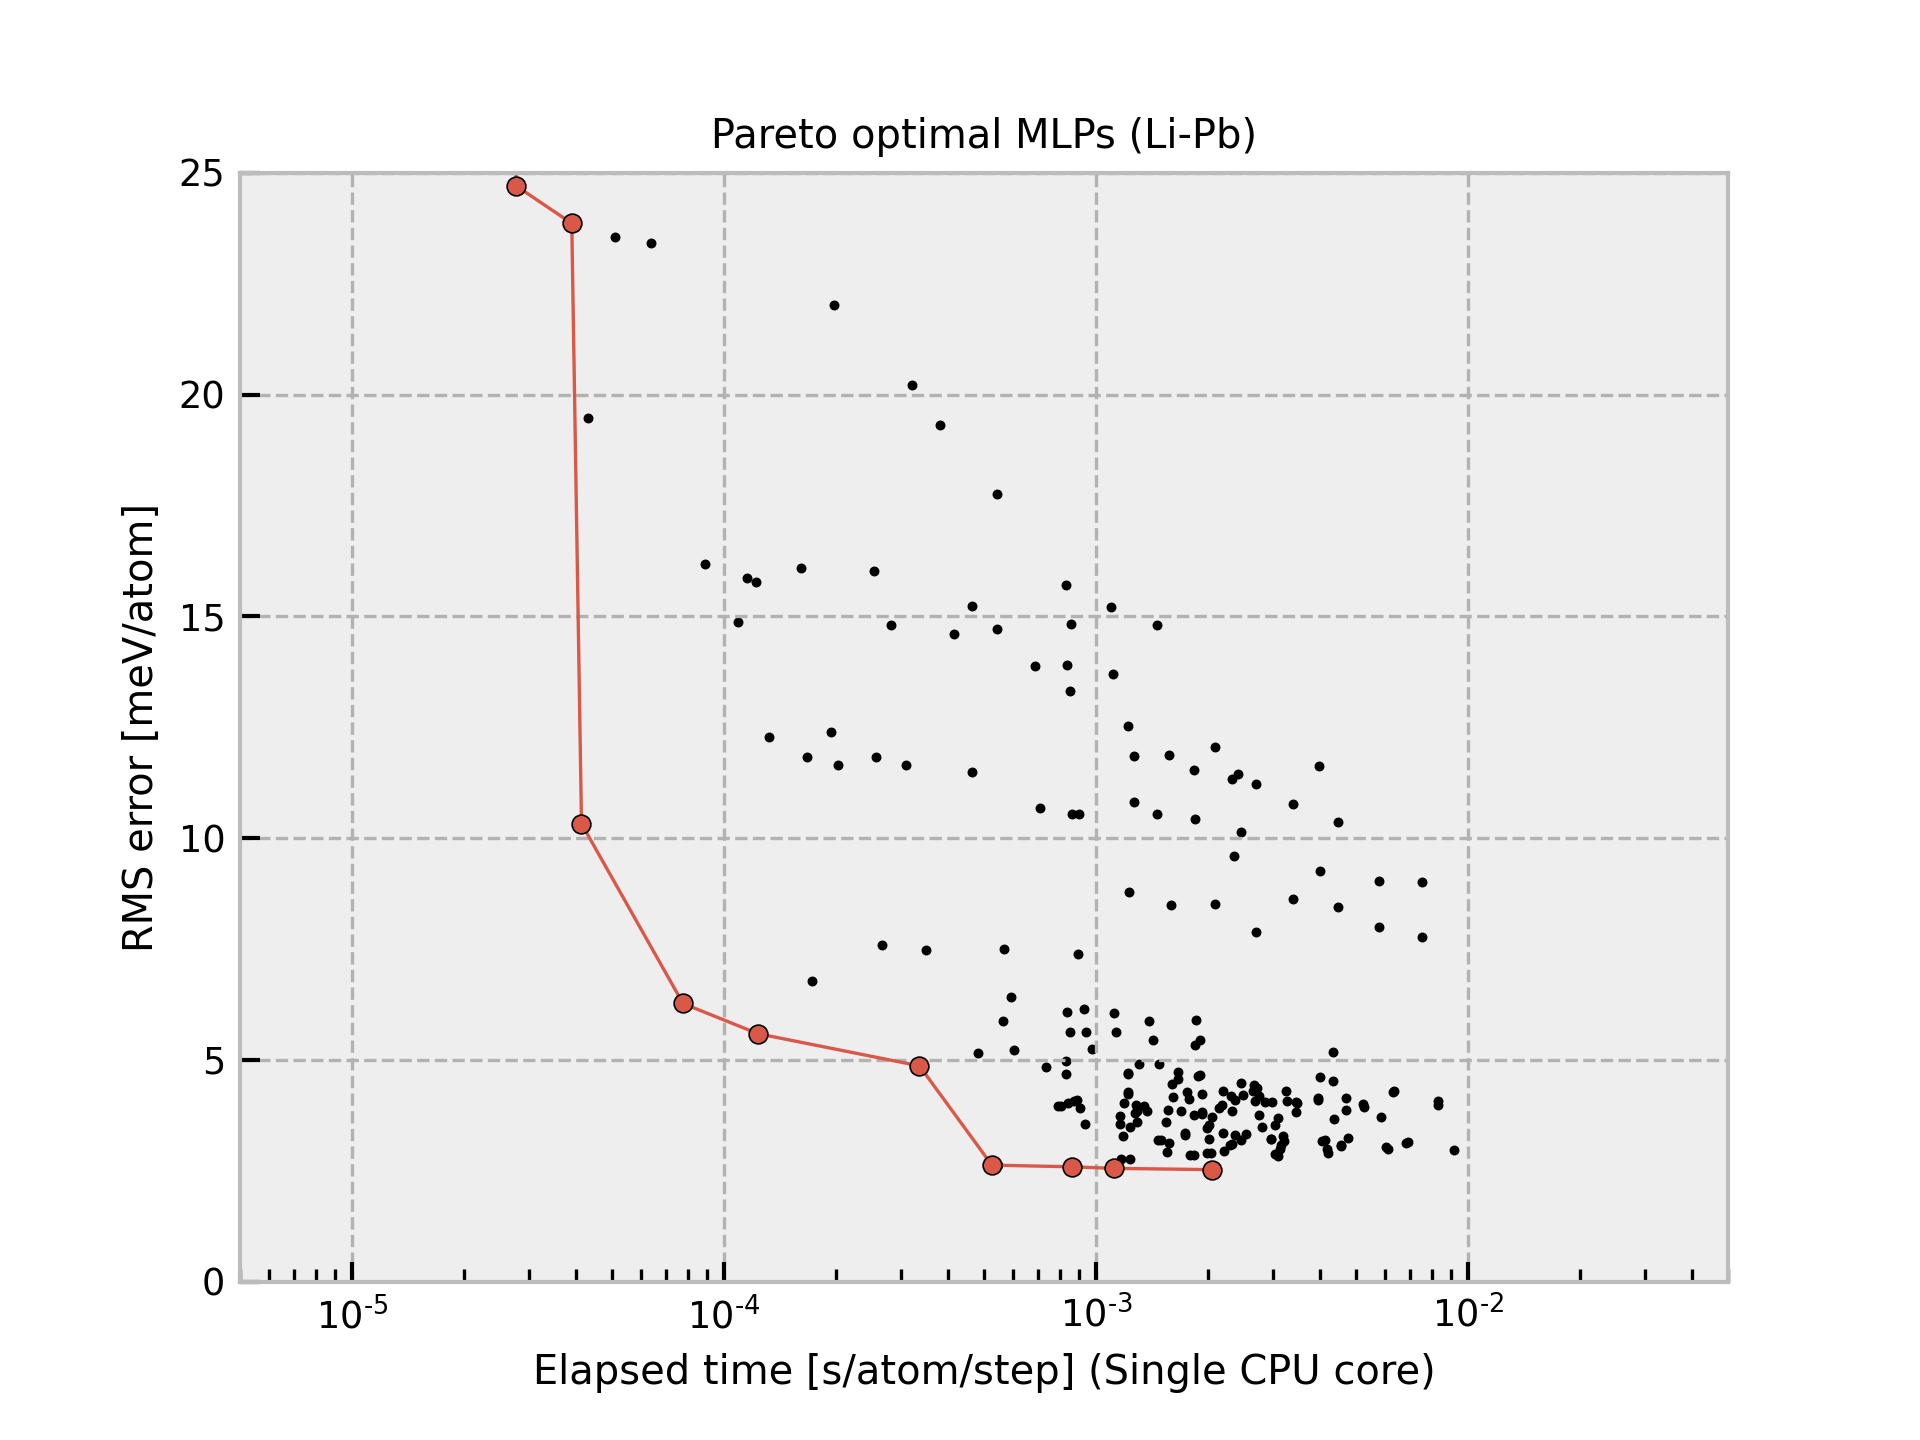 Pareto optimal MLPs (Li-Pb)
25
20
15
10
5
0
RMS error [meV/atom]
10-5 10-4 10-3 10-2
Elapsed time [s/atom/step] (Single CPU core)